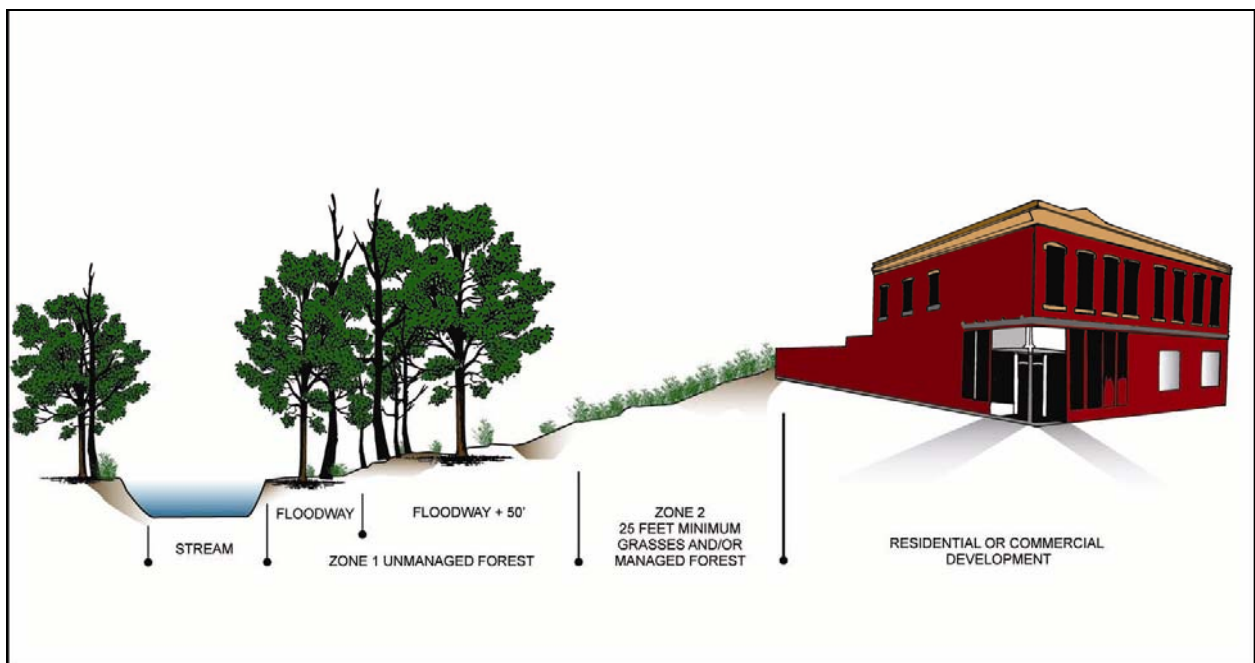 STREAM
FLOODWAY
FLOODWAY + 50'
ZONE 1 UNMANAGED FOREST
ZONE 2
25 FEET MINIMUM
GRASSES AND/OR
MANAGED FOREST
RESIDENTIAL OR COMMERCIAL
DEVELOPMENT